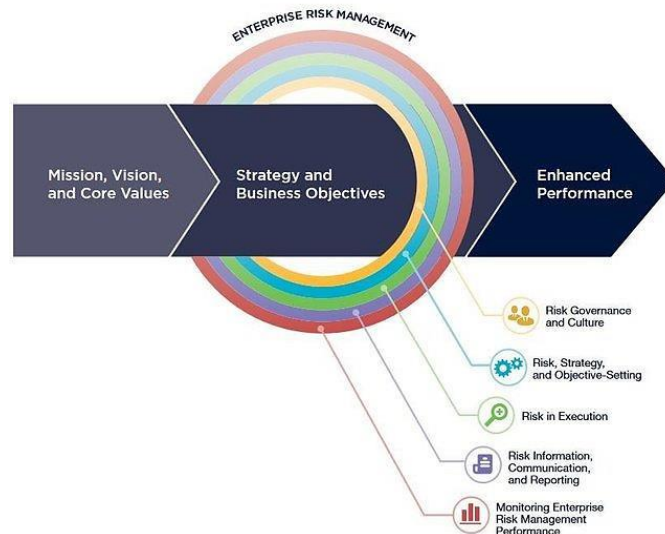 ENTERPRISE RISK MANAGEMENT
Mission, Vision,
and Core Values
Strategy and
Business Objectives
Enhanced
Performance
Risk Governance
and Culture
Risk, Strategy,
and Objective-Setting
Risk in Execution
Risk Information,
Communication,
and Reporting
Monitoring Enterprise
Risk Management
Performance